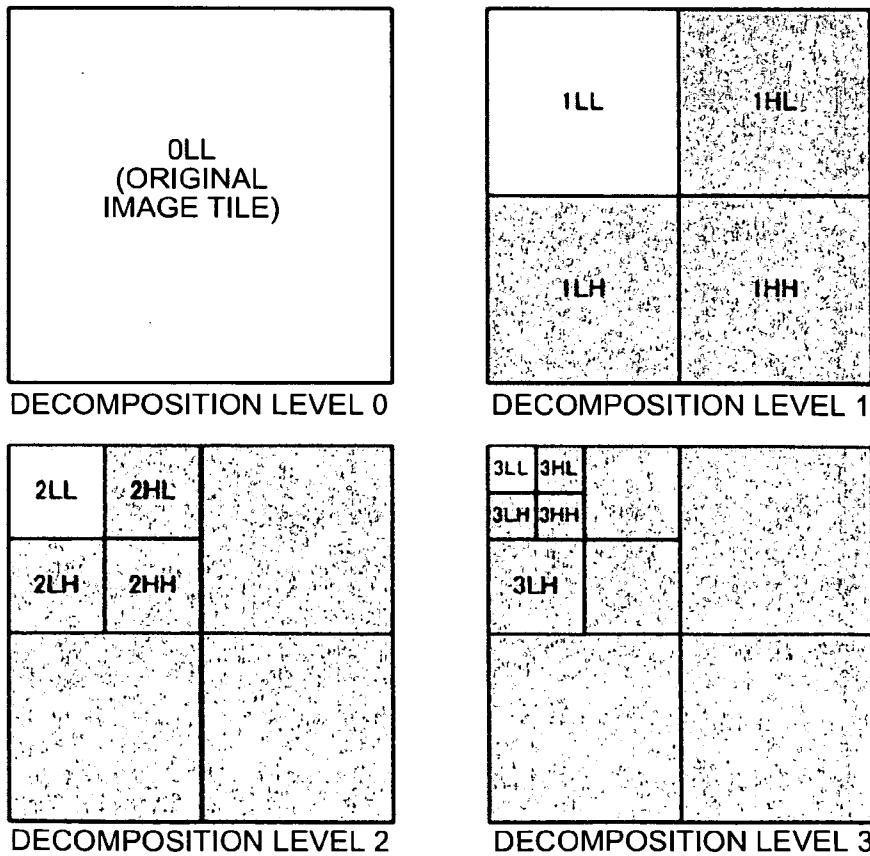 0LL
(ORIGINAL
IMAGE TILE)
DECOMPOSITION LEVEL 0
1LL 1HL
1LH 1HH
DECOMPOSITION LEVEL 1
2LL 2HL
2LH 2HH
DECOMPOSITION LEVEL 2
3LL 3HL
3LH 3HH
3LH
DECOMPOSITION LEVEL 3